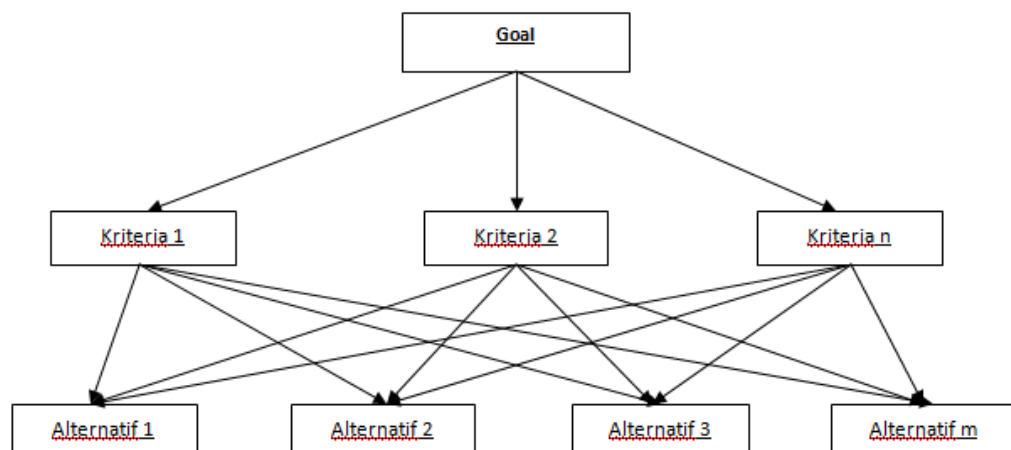 Goal
Kriteria 1
Kriteria 2
Kriteria n
Alternatif 1
Alternatif 2
Alternatif 3
Alternatif m